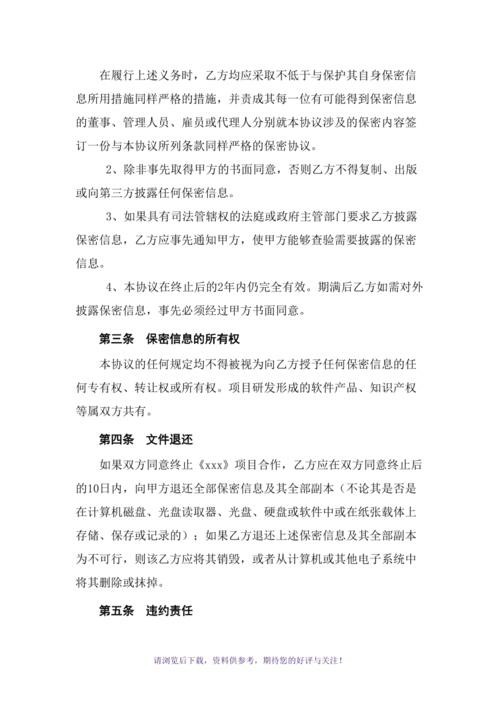 在履行上述义务时，乙方均应采取不低于与保护其自身保密信
息所用措施同样严格的措施，并责成其每一位有可能得到保密信息
的董事、管理人员、雇员或代理人分别就本协议涉及的保密内容签
订一份与本协议所列条款同样严格的保密协议。
2、除非事先取得甲方的书面同意，否则乙方不得复制、出版
或向第三方披露任何保密信息。
3、如果具有司法管辖权的法庭或政府主管部门要求乙方披露
保密信息，乙方应事先通知甲方，使甲方能够查验需要披露的保密
信息。
4、本协议在终止后的2年内仍完全有效。期满后乙方如需对外
披露保密信息，事先必须经过甲方书面同意。
第三条 保密信息的所有权
本协议的任何规定均不得被视为向乙方授予任何保密信息的任
何专有权、转让权或所有权。项目研发形成的软件产品、知识产权
等属双方共有。
第四条 文件退还
如果双方同意终止《xxx》项目合作，乙方应在双方同意终止后
的10日内，向甲方退还全部保密信息及其全部副本（不论其是否是
在计算机磁盘、光盘读取器、光盘、硬盘或软件中或在纸张载体上
存储、保存或记录的）；如果乙方退还上述保密信息及其全部副本
为不可行，则该乙方应将其销毁，或者从计算机或其他电子系统中
将其删除或抹掉。
第五条 违约责任
请浏览后下载，资料供参考，期待您的好评与关注！